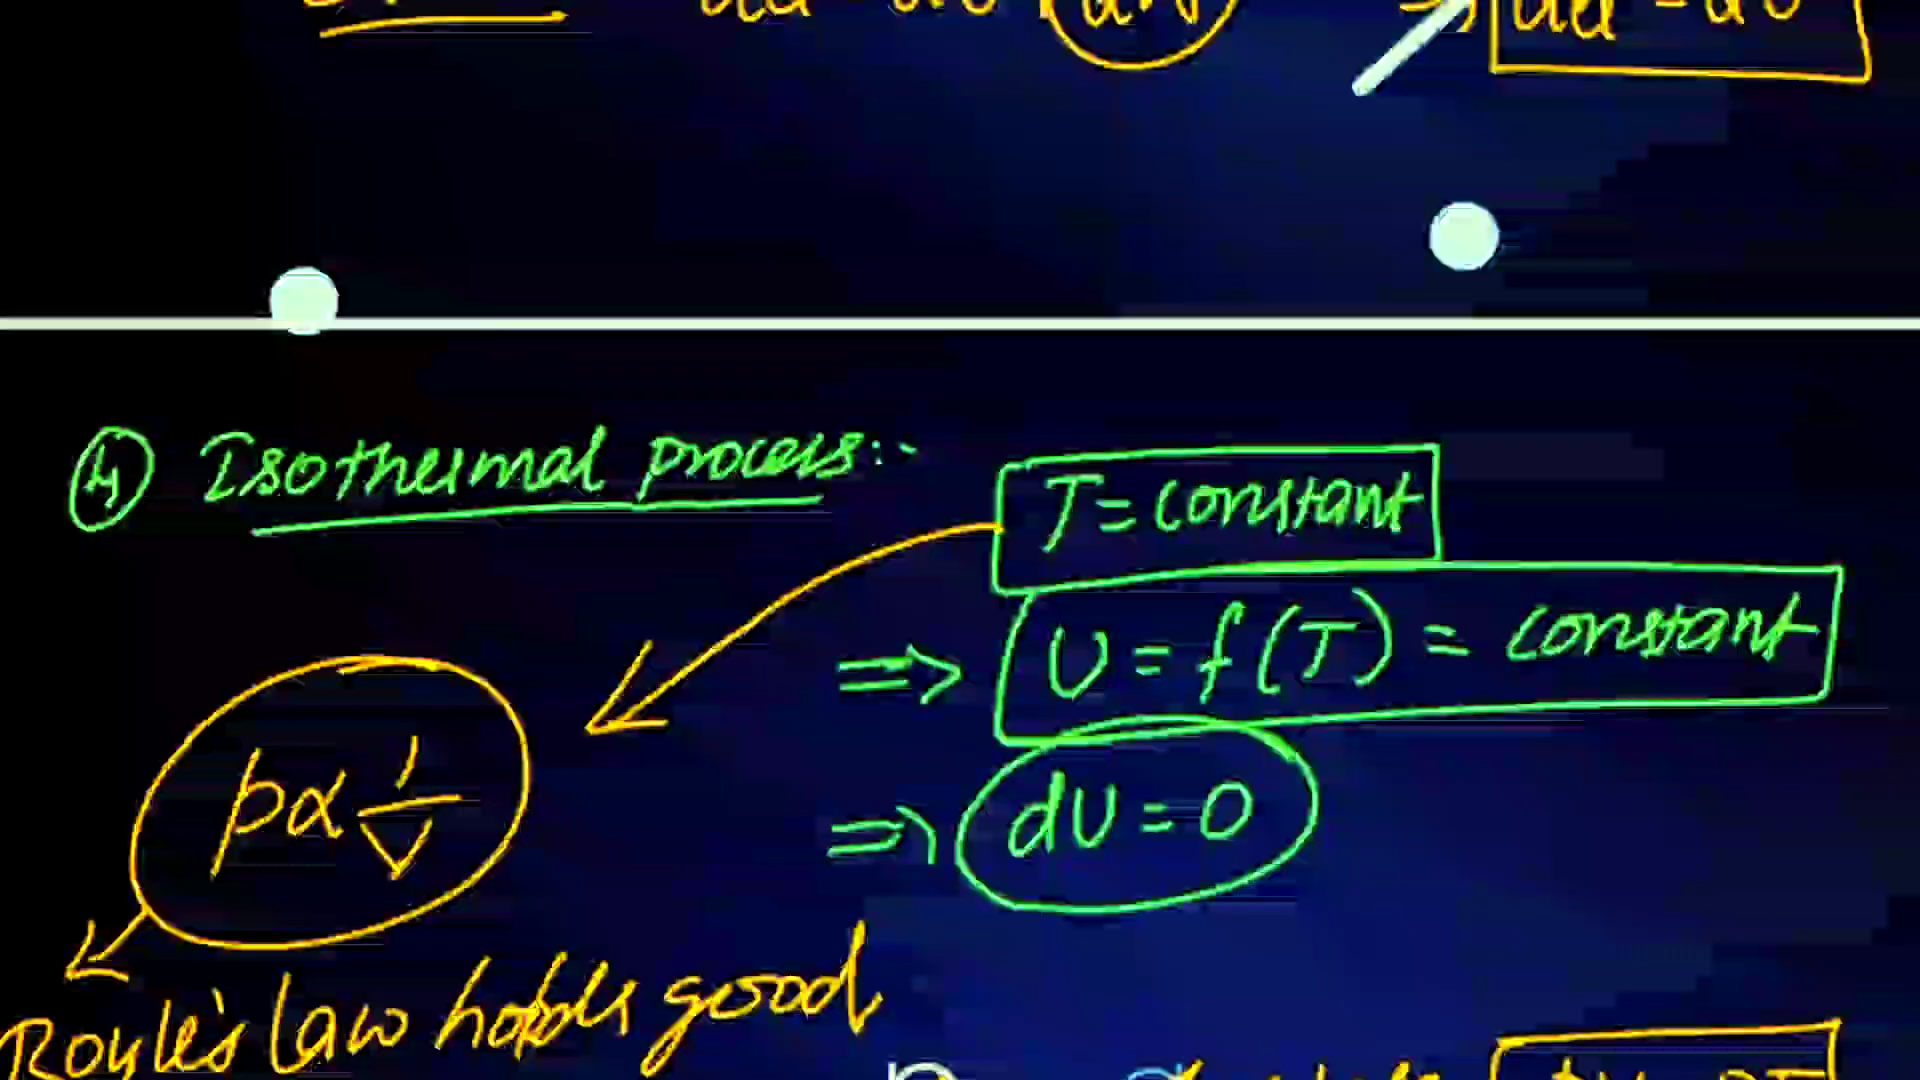 ④ Isothermal process:-
T = constant
⇒ U = f(T) = constant
p α 1/V
⇒ dU = 0
Boyle's law holds good